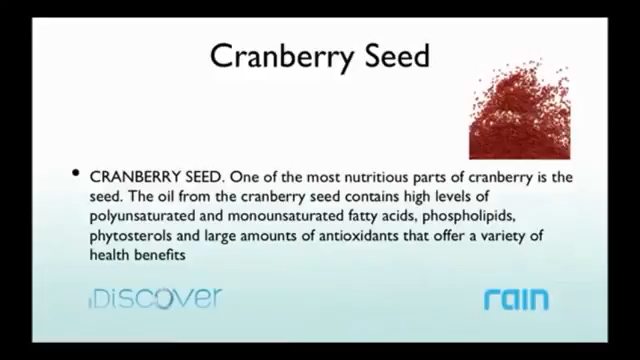 Cranberry Seed
• CRANBERRY SEED. One of the most nutritious parts of cranberry is the
seed. The oil from the cranberry seed contains high levels of
polyunsaturated and monounsaturated fatty acids, phospholipids,
phytosterols and large amounts of antioxidants that offer a variety of
health benefits
iDiscover
rain